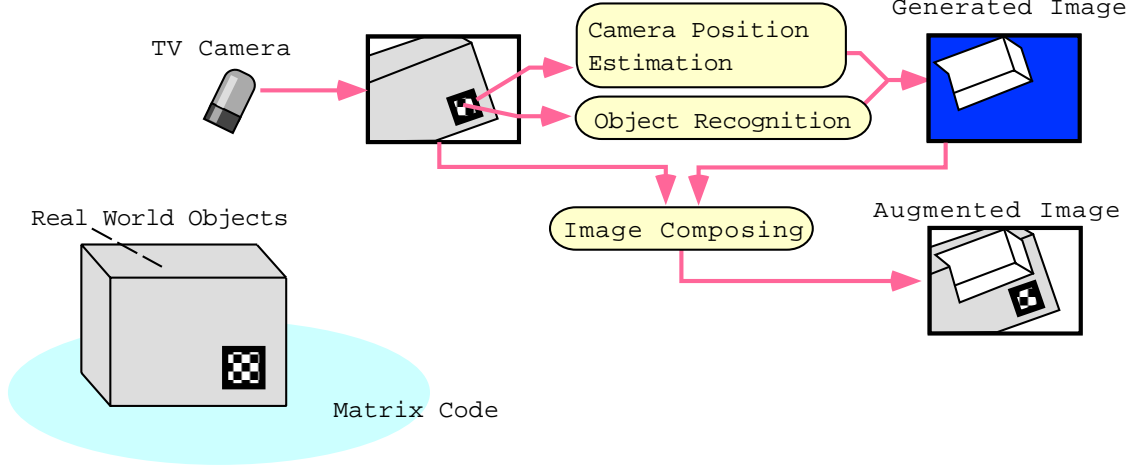 Generated Image
TV Camera
Camera Position
Estimation
Object Recognition
Real World Objects
Image Composing
Augmented Image
Matrix Code